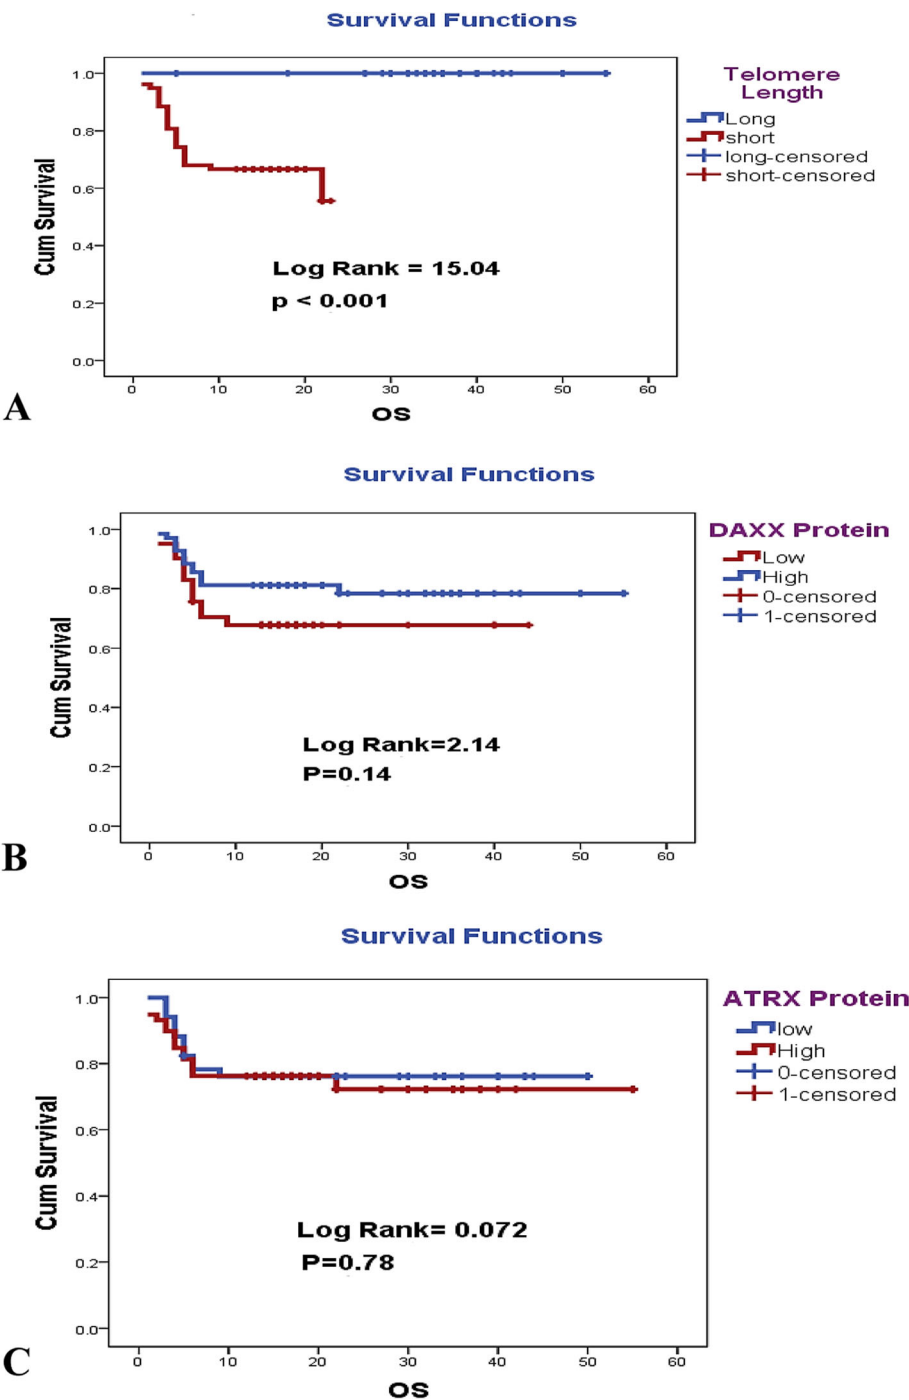 Survival Functions
Cum Survival
1.0
0.8
0.6
0.4
0.2
0.0
Log Rank = 15.04
p < 0.001
0 10 20 30 40 50 60
OS
Telomere
Length
Long
short
long-censored
short-censored
A
Survival Functions
Cum Survival
1.0
0.8
0.6
0.4
0.2
0.0
Log Rank=2.14
P=0.14
0 10 20 30 40 50 60
OS
DAXX Protein
Low
High
0-censored
1-censored
B
Survival Functions
Cum Survival
1.0
0.8
0.6
0.4
0.2
0.0
Log Rank= 0.072
P=0.78
0 10 20 30 40 50 60
OS
ATRX Protein
low
High
0-censored
1-censored
C